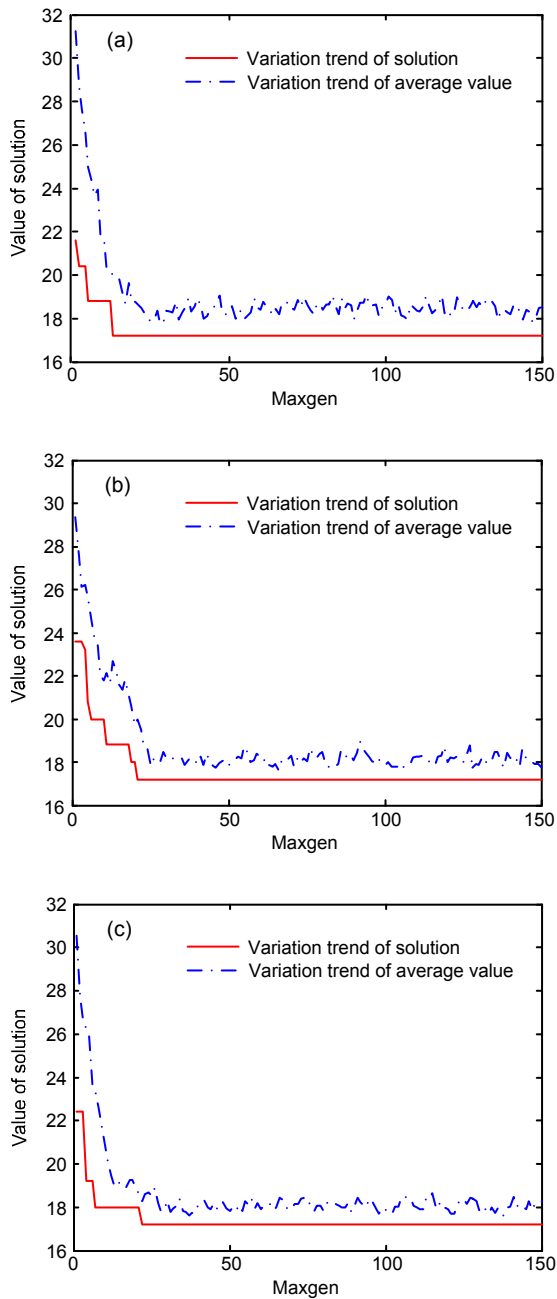 (a)
Variation trend of solution
Variation trend of average value
Value of solution
32
30
28
26
24
22
20
18
16
0 50 100 150
Maxgen
(b)
Variation trend of solution
Variation trend of average value
Value of solution
32
30
28
26
24
22
20
18
16
0 50 100 150
Maxgen
(c)
Variation trend of solution
Variation trend of average value
Value of solution
32
30
28
26
24
22
20
18
16
0 50 100 150
Maxgen